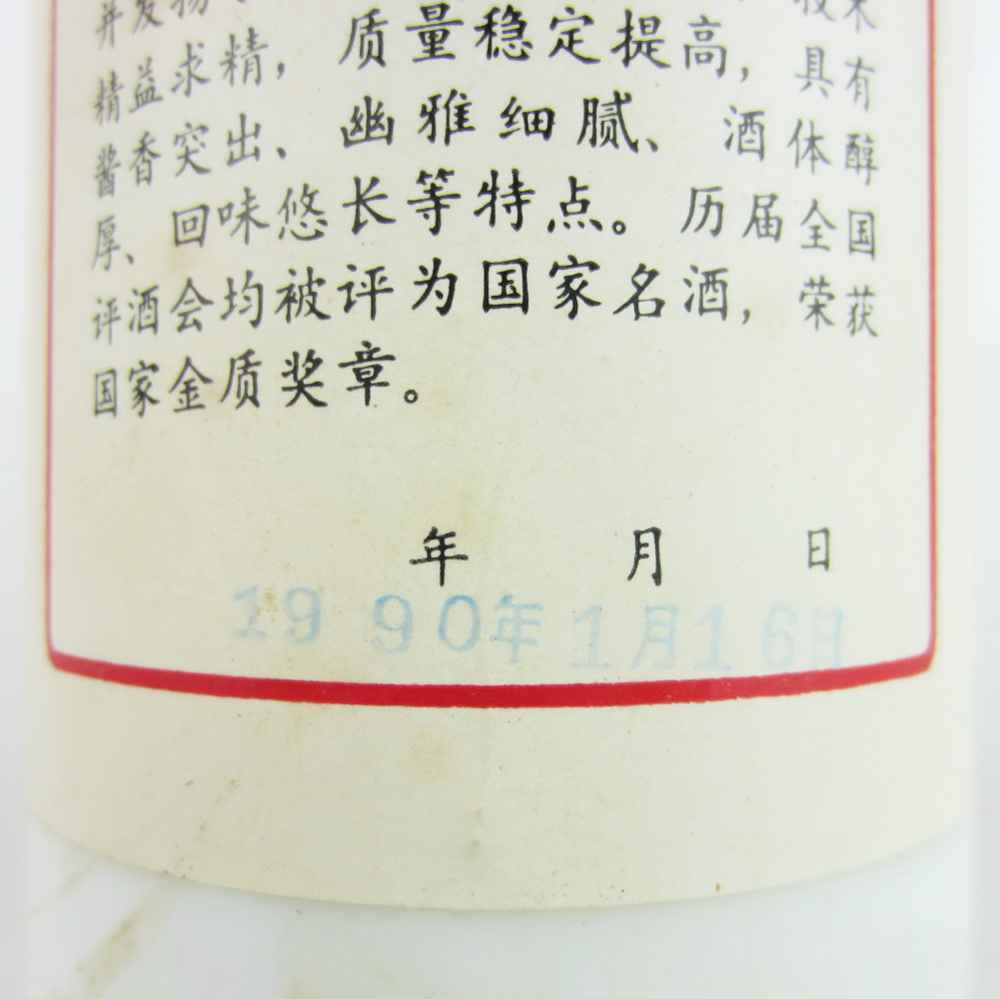 并发扬
精益求精，质量稳定提高，具有
酱香突出、幽雅细腻、酒体醇
厚、回味悠长等特点。历届全国
评酒会均被评为国家名酒，荣获
国家金质奖章。
年 月 日
1990年1月16日